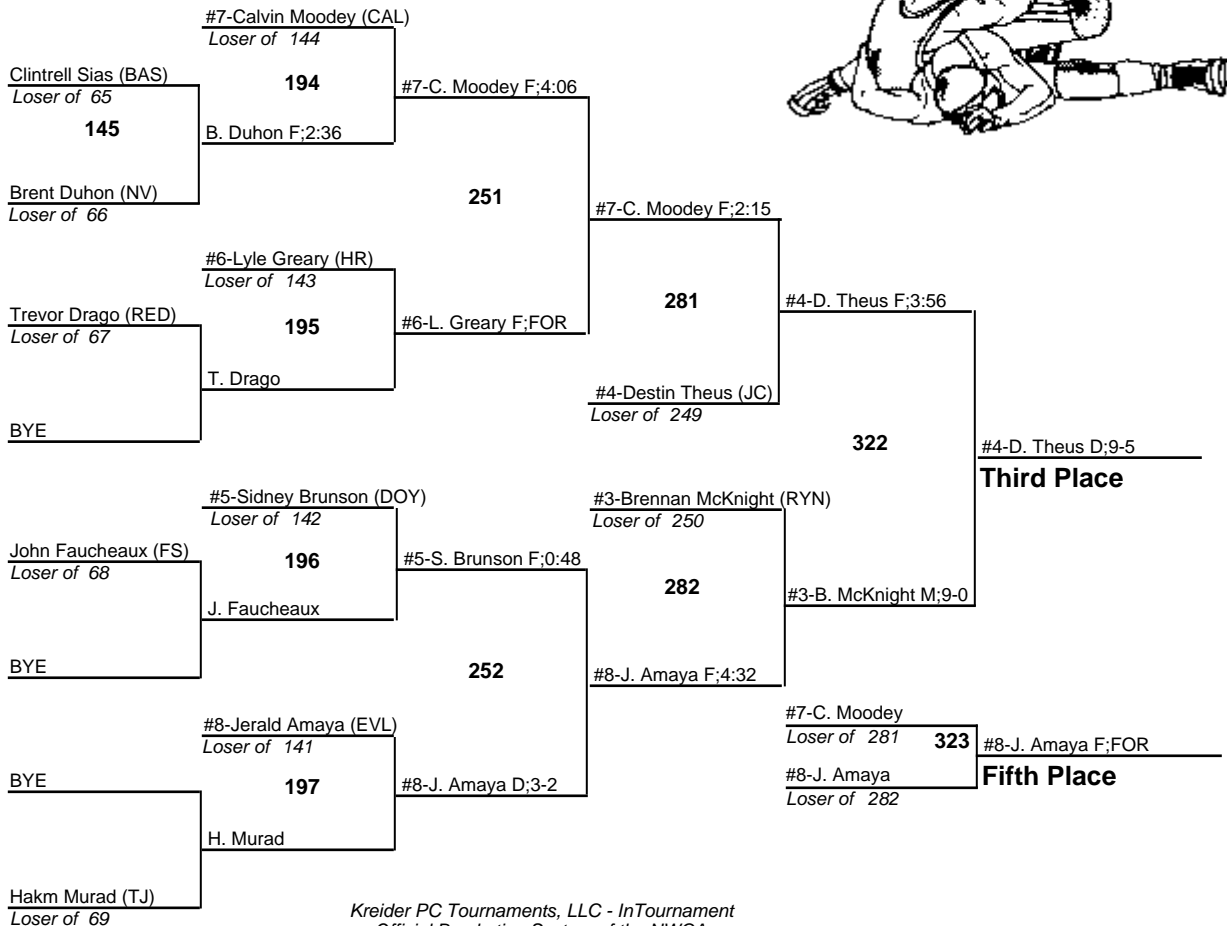 #7-Calvin Moodey (CAL)
Loser of 144
Clintrell Sias (BAS)
Loser of 65
194
#7-C. Moodey F;4:06
145
B. Duhon F;2:36
Brent Duhon (NV)
Loser of 66
251
#7-C. Moodey F;2:15
#6-Lyle Greary (HR)
Loser of 143
Trevor Drago (RED)
Loser of 67
195
#6-L. Greary F;FOR
281
#4-D. Theus F;3:56
T. Drago
#4-Destin Theus (JC)
Loser of 249
BYE
322
#4-D. Theus D;9-5
Third Place
#5-Sidney Brunson (DOY)
Loser of 142
#3-Brennan McKnight (RYN)
Loser of 250
John Faucheaux (FS)
Loser of 68
196
#5-S. Brunson F;0:48
282
#3-B. McKnight M;9-0
J. Faucheaux
BYE
252
#8-J. Amaya F;4:32
#8-Jerald Amaya (EVL)
Loser of 141
#7-C. Moodey
Loser of 281
323
#8-J. Amaya F;FOR
Fifth Place
BYE
197
#8-J. Amaya D;3-2
#8-J. Amaya
Loser of 282
H. Murad
Hakm Murad (TJ)
Loser of 69
Kreider PC Tournaments, LLC - InTournament